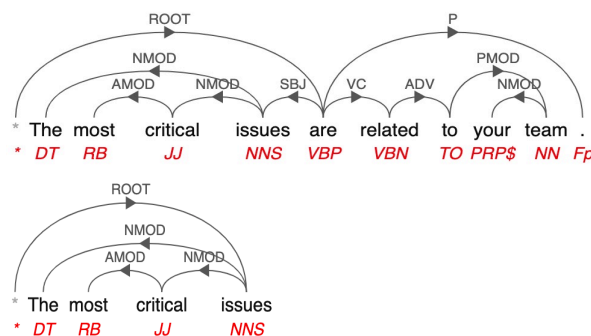 ROOT P
NMOD PMOD
AMOD NMOD SBJ VC ADV NMOD
* The most critical issues are related to your team .
* DT RB JJ NNS VBP VBN TO PRP$ NN Fp
ROOT
NMOD
AMOD NMOD
* The most critical issues
* DT RB JJ NNS